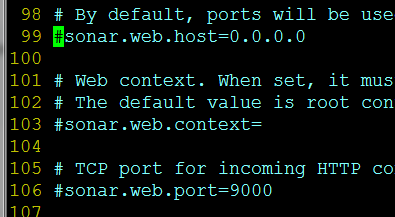 98 # By default, ports will be use
99 #sonar.web.host=0.0.0.0
100
101 # Web context. When set, it mus
102 # The default value is root con
103 #sonar.web.context=
104
105 # TCP port for incoming HTTP co
106 #sonar.web.port=9000
107